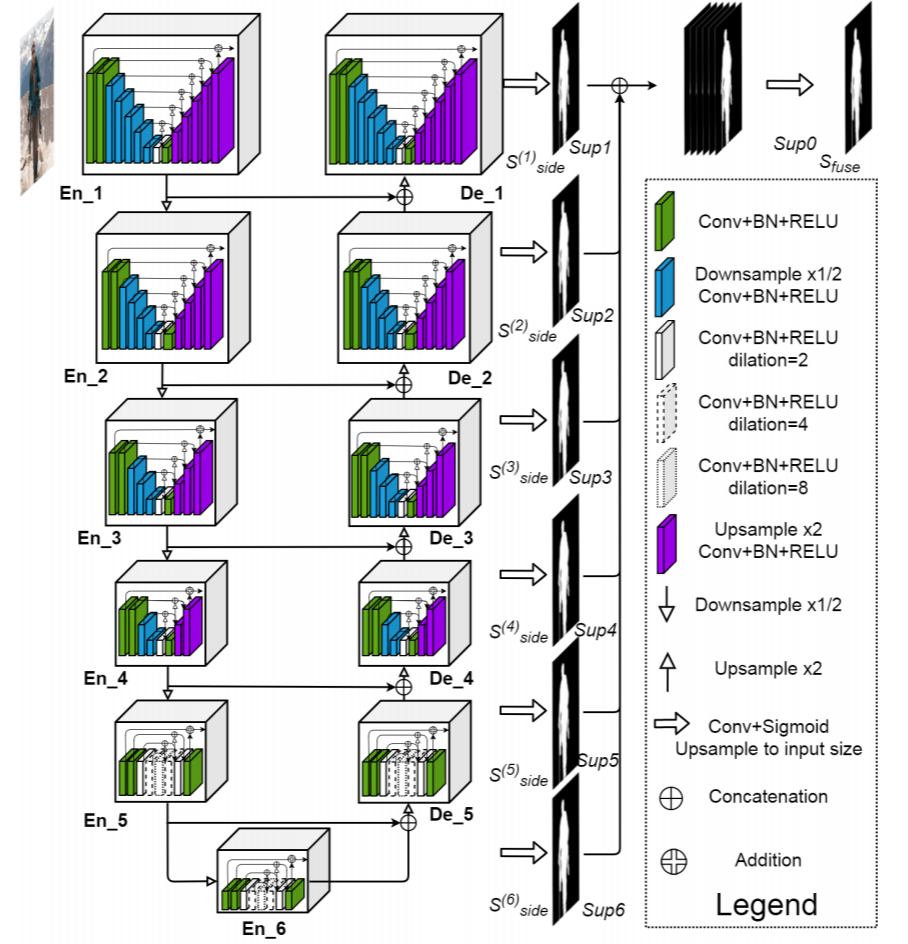 En_1
De_1
S(1)side
Sup1
Sup0
Sfuse
En_2
De_2
S(2)side
Sup2
En_3
De_3
S(3)side
Sup3
En_4
De_4
S(4)side
Sup4
En_5
De_5
S(5)side
Sup5
En_6
S(6)side
Sup6
Conv+BN+RELU
Downsample x1/2
Conv+BN+RELU
Conv+BN+RELU
dilation=2
Conv+BN+RELU
dilation=4
Conv+BN+RELU
dilation=8
Upsample x2
Conv+BN+RELU
Downsample x1/2
Upsample x2
Conv+Sigmoid
Upsample to input size
Concatenation
Addition
Legend